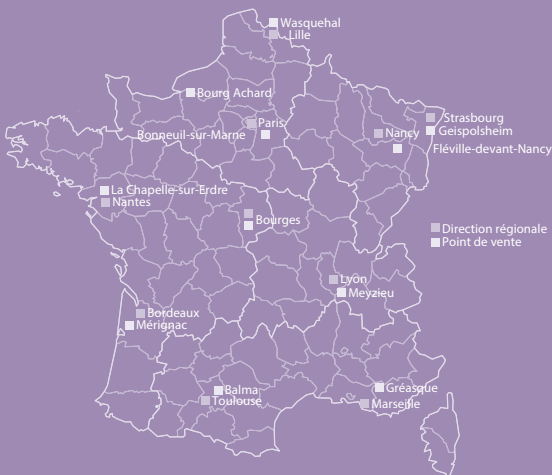 Wasquehal
Lille
Bourg Achard
Paris
Bonneuil-sur-Marne
Strasbourg
Geispolsheim
Nancy
Fléville-devant-Nancy
La Chapelle-sur-Erdre
Nantes
Bourges
Direction régionale
Point de vente
Lyon
Meyzieu
Bordeaux
Mérignac
Balma
Toulouse
Gréasque
Marseille